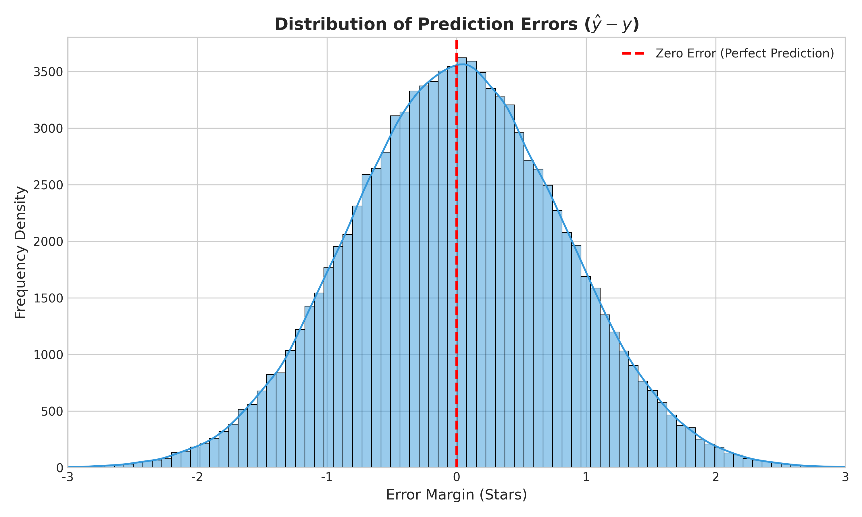 Distribution of Prediction Errors (ŷ − y)
Zero Error (Perfect Prediction)
Frequency Density
3500
3000
2500
2000
1500
1000
500
0
-3 -2 -1 0 1 2 3
Error Margin (Stars)